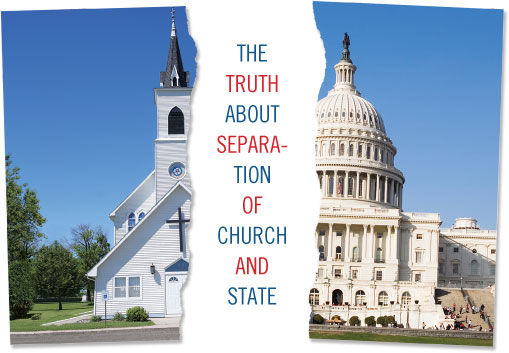 THE
TRUTH
ABOUT
SEPARA-
TION
OF
CHURCH
AND
STATE